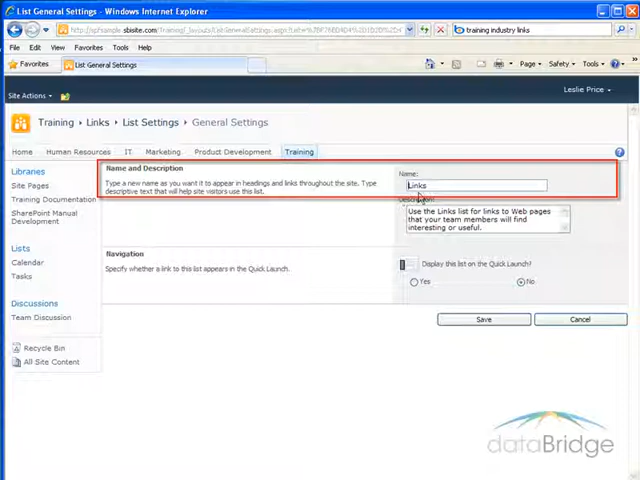 List General Settings - Windows Internet Explorer
training industry links
File Edit View Favorites Tools Help
Favorites List General Settings Page Safety Tools
Site Actions Leslie Price
Training Links List Settings General Settings
Home Human Resources IT Marketing Product Development Training
Libraries
Site Pages
Training Documentation
SharePoint Manual
Development
Lists
Calendar
Tasks
Discussions
Team Discussion
Recycle Bin
All Site Content
Name and Description
Type a new name as you want it to appear in headings and links throughout the site. Type
descriptive text that will help site visitors use this list.
Name:
Links
Description:
Use the Links list for links to Web pages
that your team members will find
interesting or useful.
Navigation
Specify whether a link to this list appears in the Quick Launch.
Display this list on the Quick Launch?
Yes No
Save Cancel
dataBridge